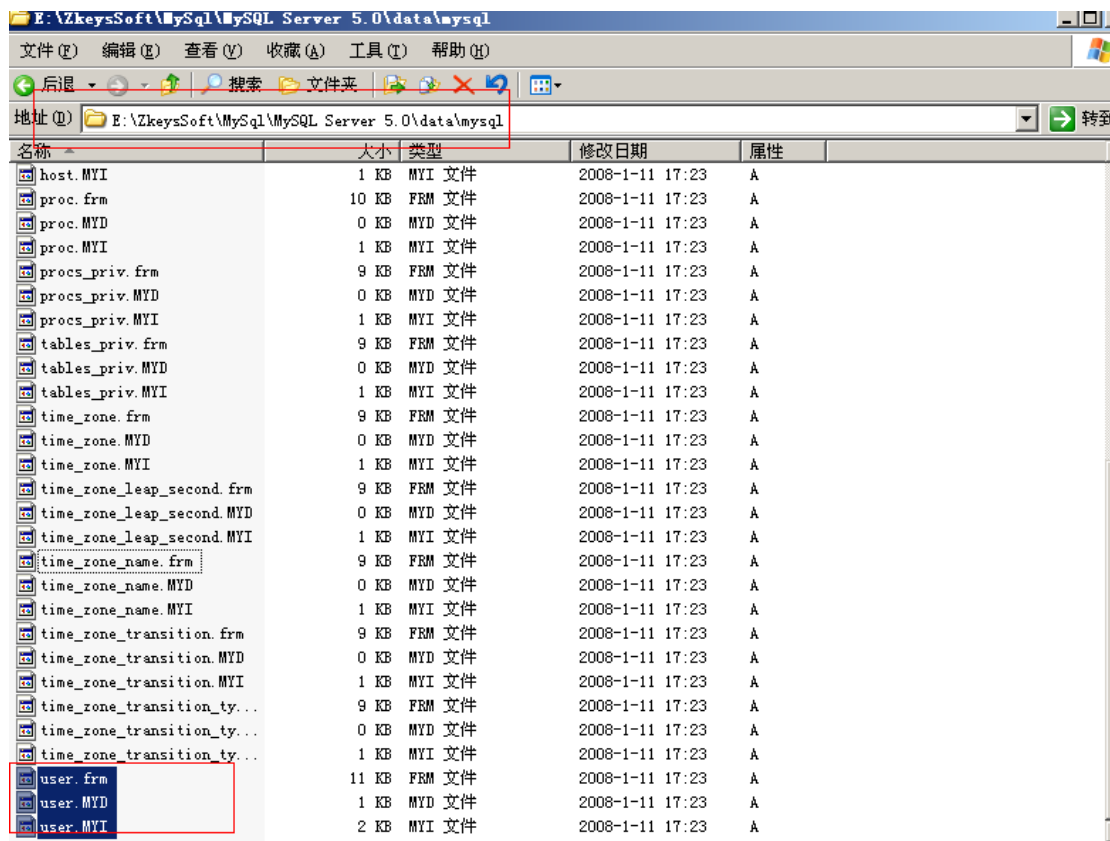 E:\ZkeysSoft\MySql\MySQL Server 5.0\data\mysql
文件(F) 编辑(E) 查看(V) 收藏(A) 工具(T) 帮助(H)
后退 搜索 文件夹
地址(D) E:\ZkeysSoft\MySql\MySQL Server 5.0\data\mysql 转到
名称 大小 类型 修改日期 属性
host.MYI 1 KB MYI 文件 2008-1-11 17:23 A
proc.frm 10 KB FRM 文件 2008-1-11 17:23 A
proc.MYD 0 KB MYD 文件 2008-1-11 17:23 A
proc.MYI 1 KB MYI 文件 2008-1-11 17:23 A
procs_priv.frm 9 KB FRM 文件 2008-1-11 17:23 A
procs_priv.MYD 0 KB MYD 文件 2008-1-11 17:23 A
procs_priv.MYI 1 KB MYI 文件 2008-1-11 17:23 A
tables_priv.frm 9 KB FRM 文件 2008-1-11 17:23 A
tables_priv.MYD 0 KB MYD 文件 2008-1-11 17:23 A
tables_priv.MYI 1 KB MYI 文件 2008-1-11 17:23 A
time_zone.frm 9 KB FRM 文件 2008-1-11 17:23 A
time_zone.MYD 0 KB MYD 文件 2008-1-11 17:23 A
time_zone.MYI 1 KB MYI 文件 2008-1-11 17:23 A
time_zone_leap_second.frm 9 KB FRM 文件 2008-1-11 17:23 A
time_zone_leap_second.MYD 0 KB MYD 文件 2008-1-11 17:23 A
time_zone_leap_second.MYI 1 KB MYI 文件 2008-1-11 17:23 A
time_zone_name.frm 9 KB FRM 文件 2008-1-11 17:23 A
time_zone_name.MYD 0 KB MYD 文件 2008-1-11 17:23 A
time_zone_name.MYI 1 KB MYI 文件 2008-1-11 17:23 A
time_zone_transition.frm 9 KB FRM 文件 2008-1-11 17:23 A
time_zone_transition.MYD 0 KB MYD 文件 2008-1-11 17:23 A
time_zone_transition.MYI 1 KB MYI 文件 2008-1-11 17:23 A
time_zone_transition_ty... 9 KB FRM 文件 2008-1-11 17:23 A
time_zone_transition_ty... 0 KB MYD 文件 2008-1-11 17:23 A
time_zone_transition_ty... 1 KB MYI 文件 2008-1-11 17:23 A
user.frm 11 KB FRM 文件 2008-1-11 17:23 A
user.MYD 1 KB MYD 文件 2008-1-11 17:23 A
user.MYI 2 KB MYI 文件 2008-1-11 17:23 A